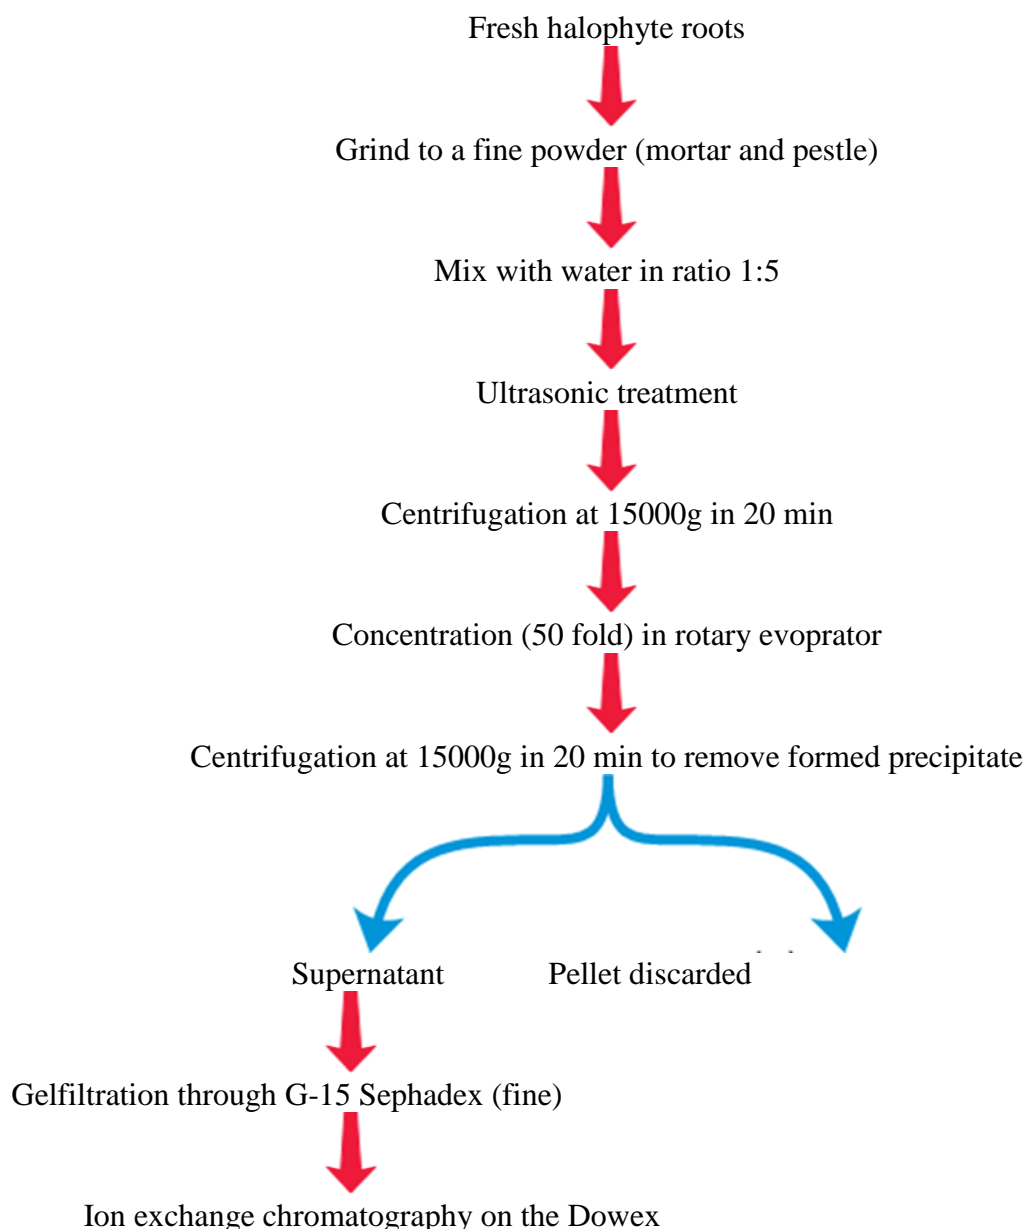 Fresh halophyte roots
Grind to a fine powder (mortar and pestle)
Mix with water in ratio 1:5
Ultrasonic treatment
Centrifugation at 15000g in 20 min
Concentration (50 fold) in rotary evoprator
Centrifugation at 15000g in 20 min to remove formed precipitate
Supernatant
Pellet discarded
Gelfiltration through G-15 Sephadex (fine)
Ion exchange chromatography on the Dowex